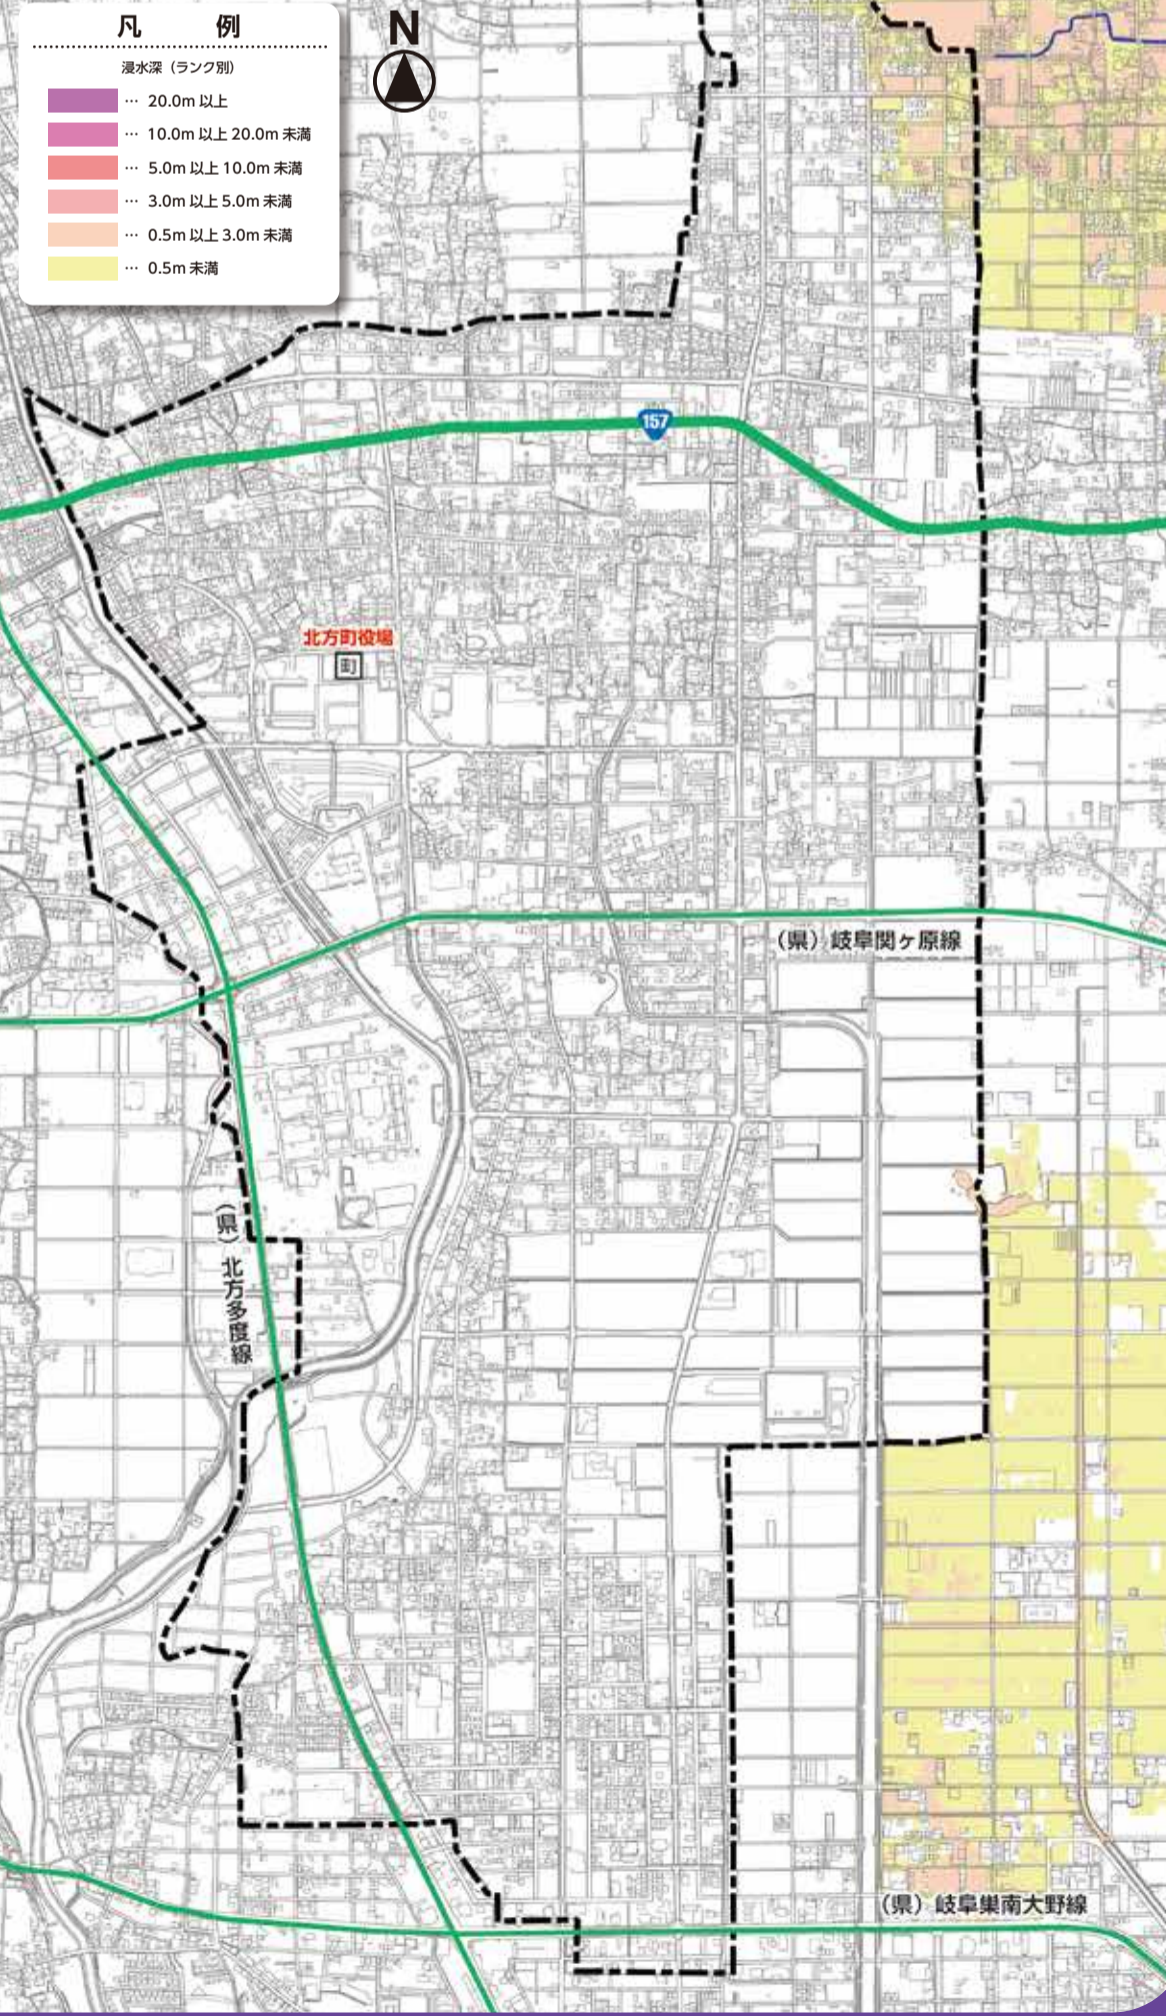 凡例
浸水深（ランク別）
… 20.0m 以上
… 10.0m 以上 20.0m 未満
… 5.0m 以上 10.0m 未満
… 3.0m 以上 5.0m 未満
… 0.5m 以上 3.0m 未満
… 0.5m 未満
N
157
北方町役場
町
（県）岐阜関ヶ原線
（県）北方多度線
（県）岐阜巣南大野線